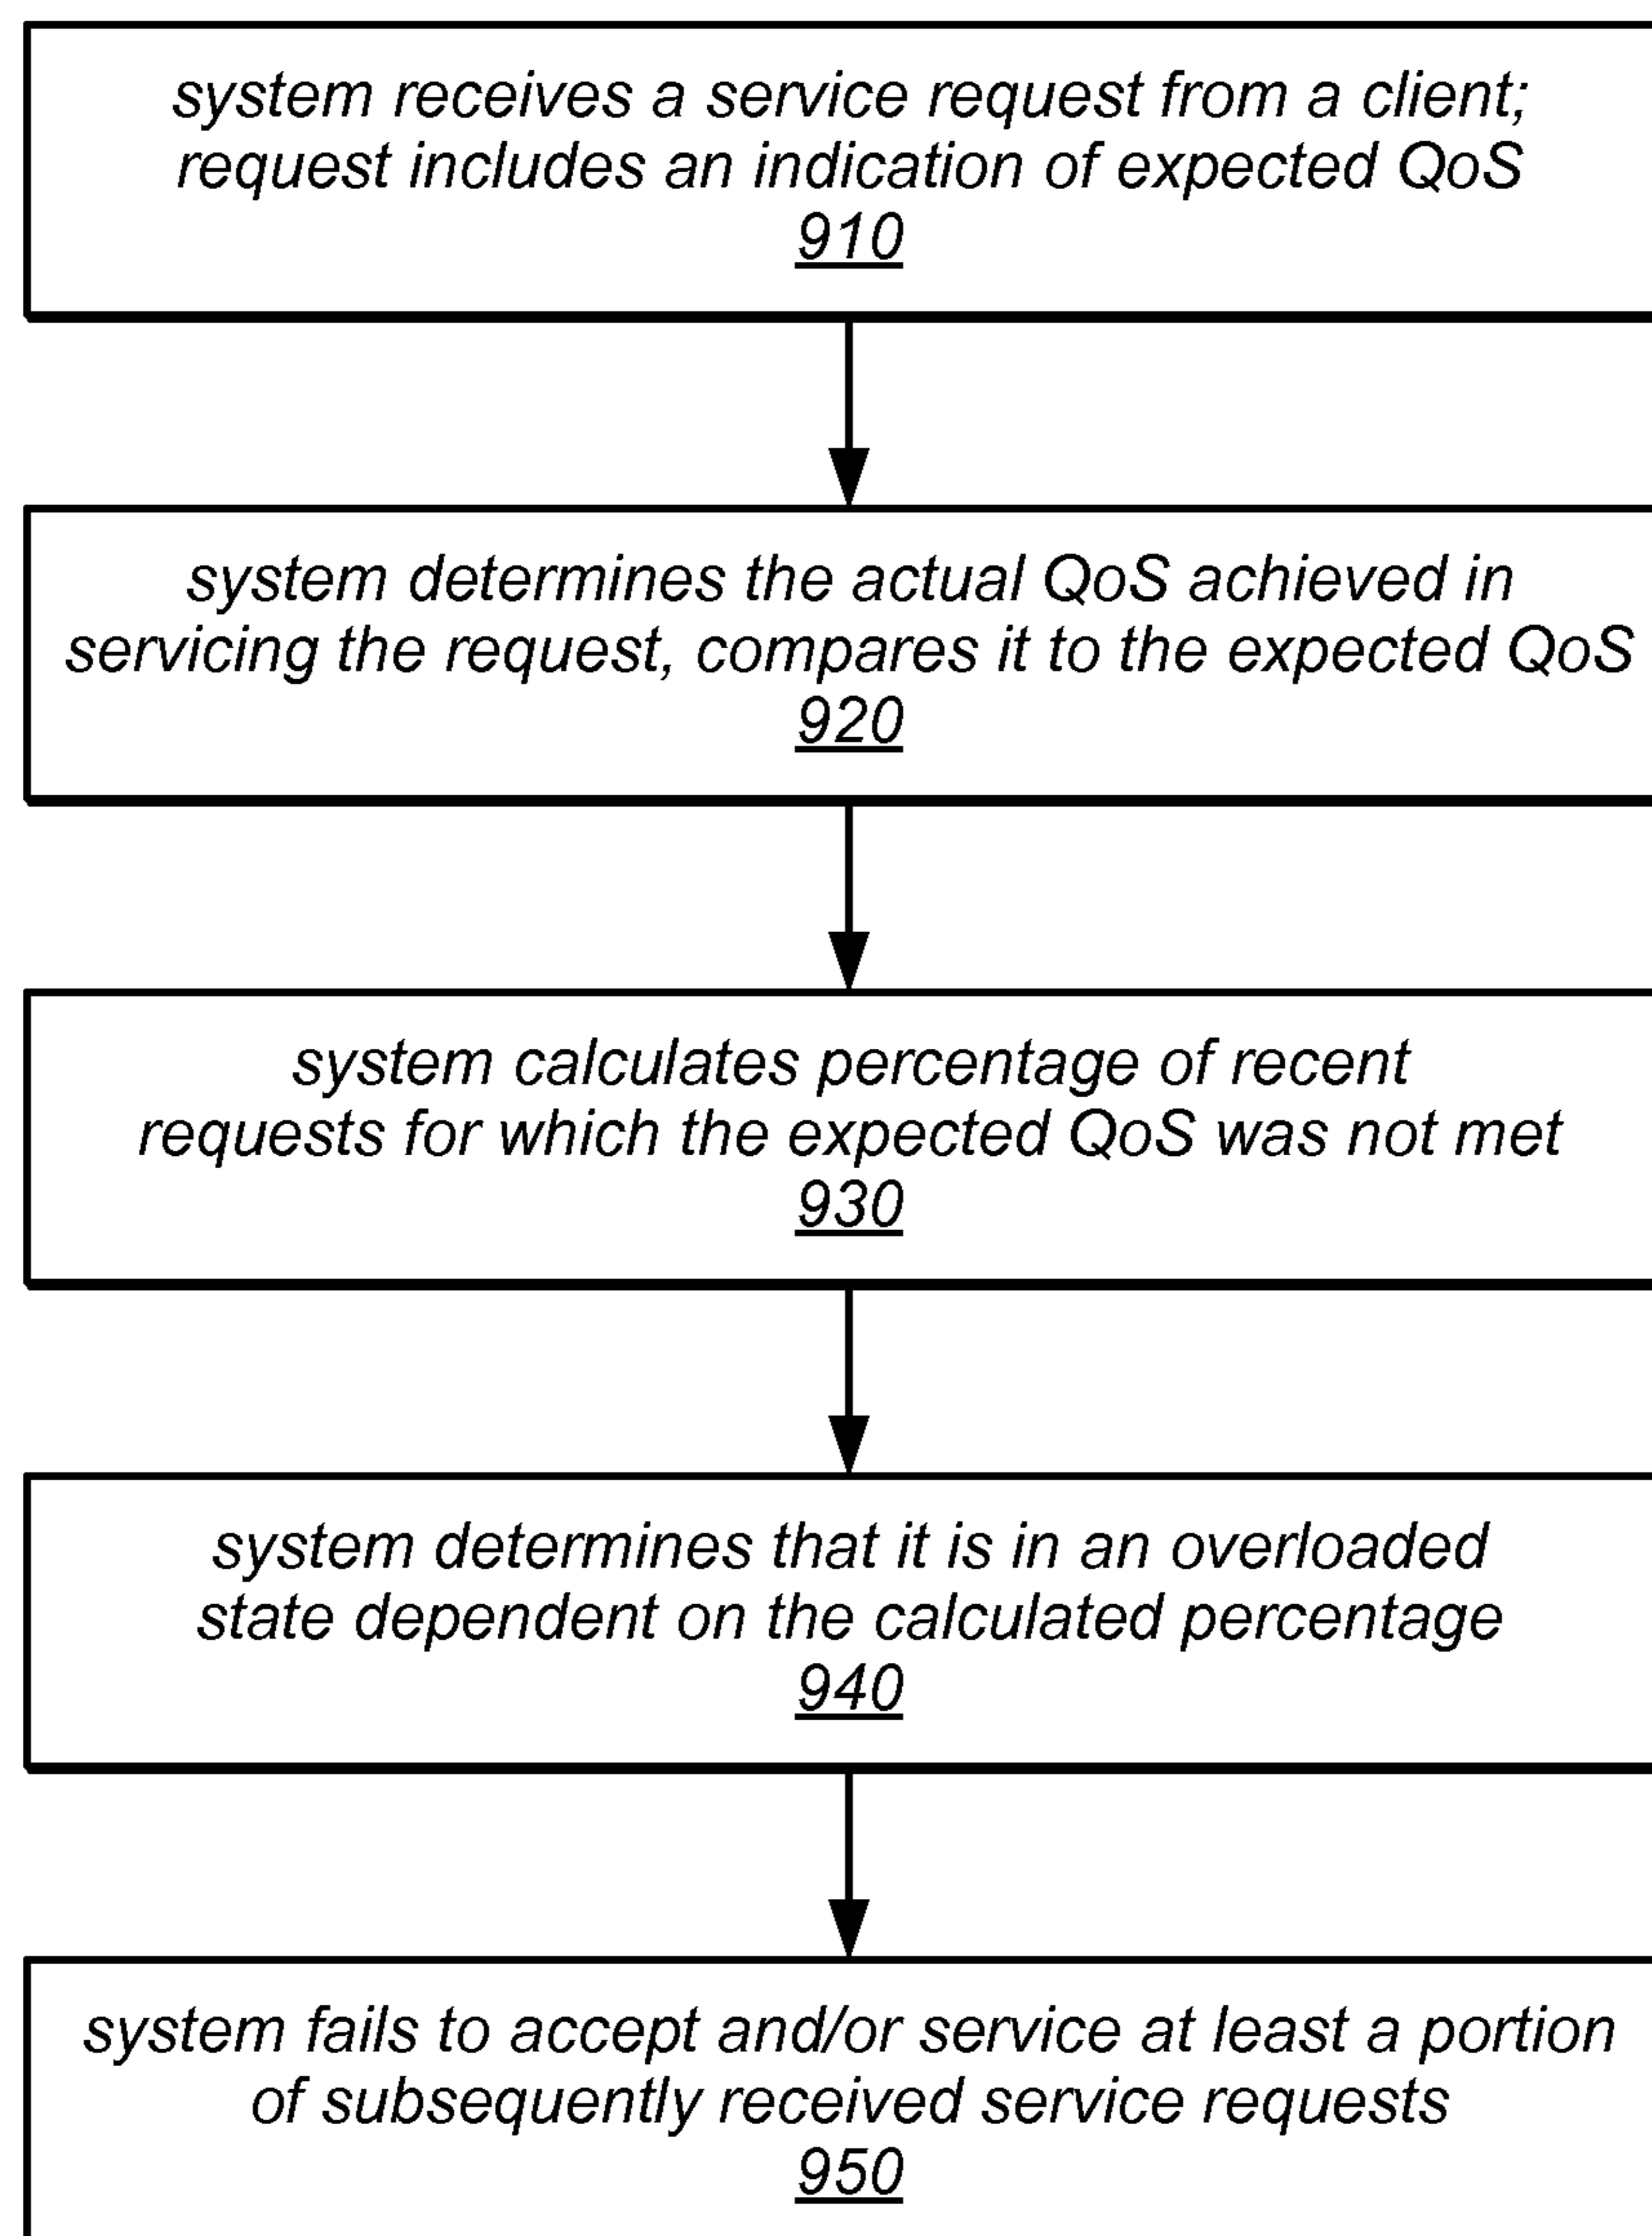 system receives a service request from a client;
request includes an indication of expected QoS
910
system determines the actual QoS achieved in
servicing the request, compares it to the expected QoS
920
system calculates percentage of recent
requests for which the expected QoS was not met
930
system determines that it is in an overloaded
state dependent on the calculated percentage
940
system fails to accept and/or service at least a portion
of subsequently received service requests
950